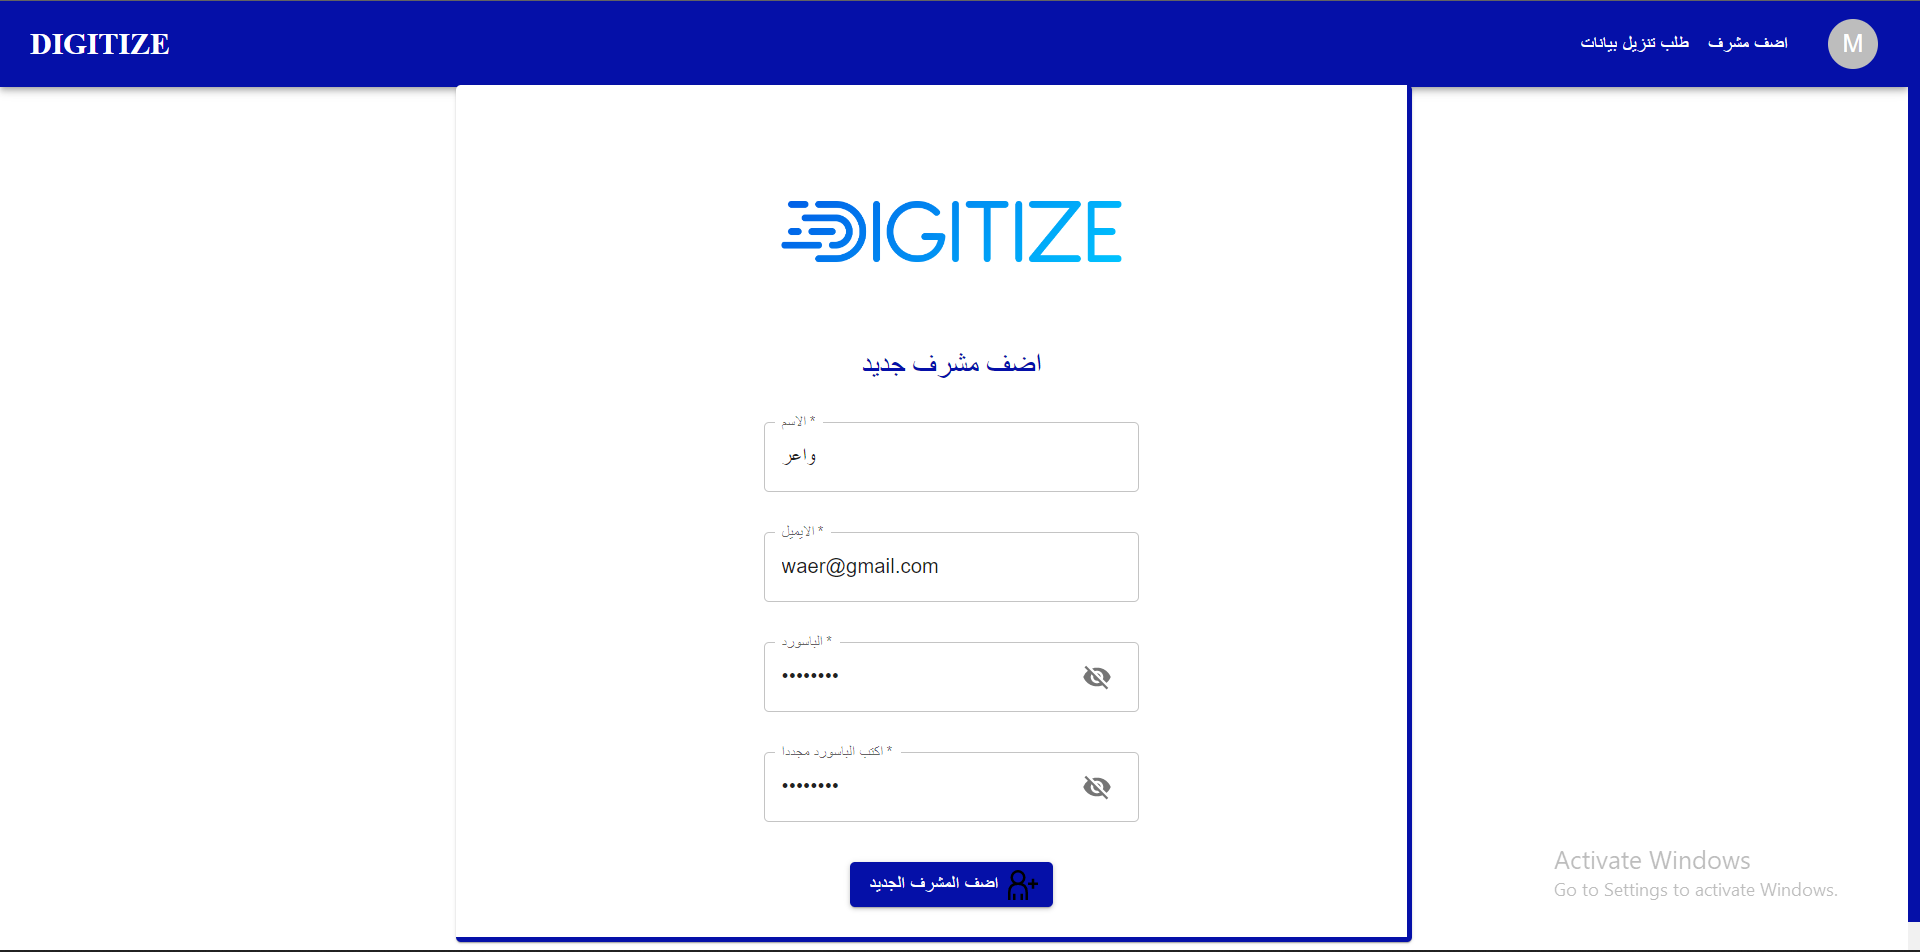 DIGITIZE
طلب تنزيل بيانات
اضف مشرف
M
DIGITIZE
اضف مشرف جديد
الاسم *
واعر
الايميل *
waer@gmail.com
الباسورد *
••••••••
اكتب الباسورد مجددا *
••••••••
اضف المشرف الجديد
Activate Windows
Go to Settings to activate Windows.